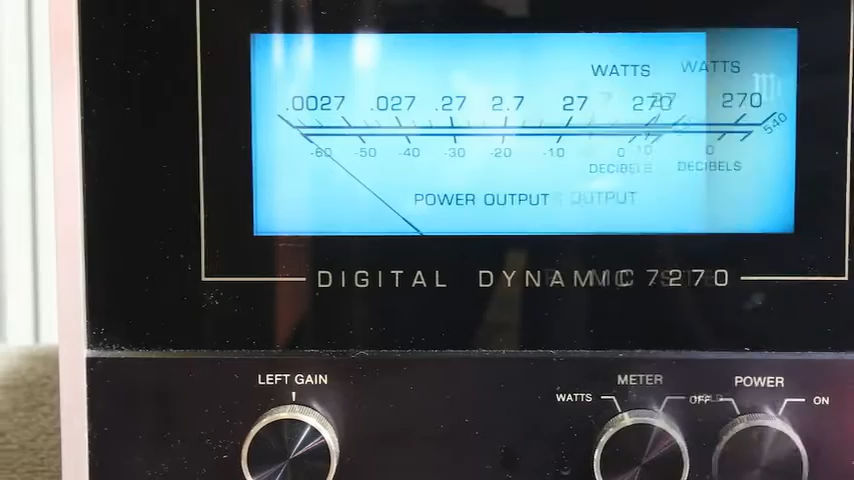 WATTS WATTS
.0027 .027 .27 2.7 27 270 27 270
540
-60 -50 -40 -30 -20 -10 0 10 0
DECIBELS DECIBELS
POWER OUTPUT OUTPUT
DIGITAL DYNAMIC 7270
LEFT GAIN METER POWER
WATTS OFF ON